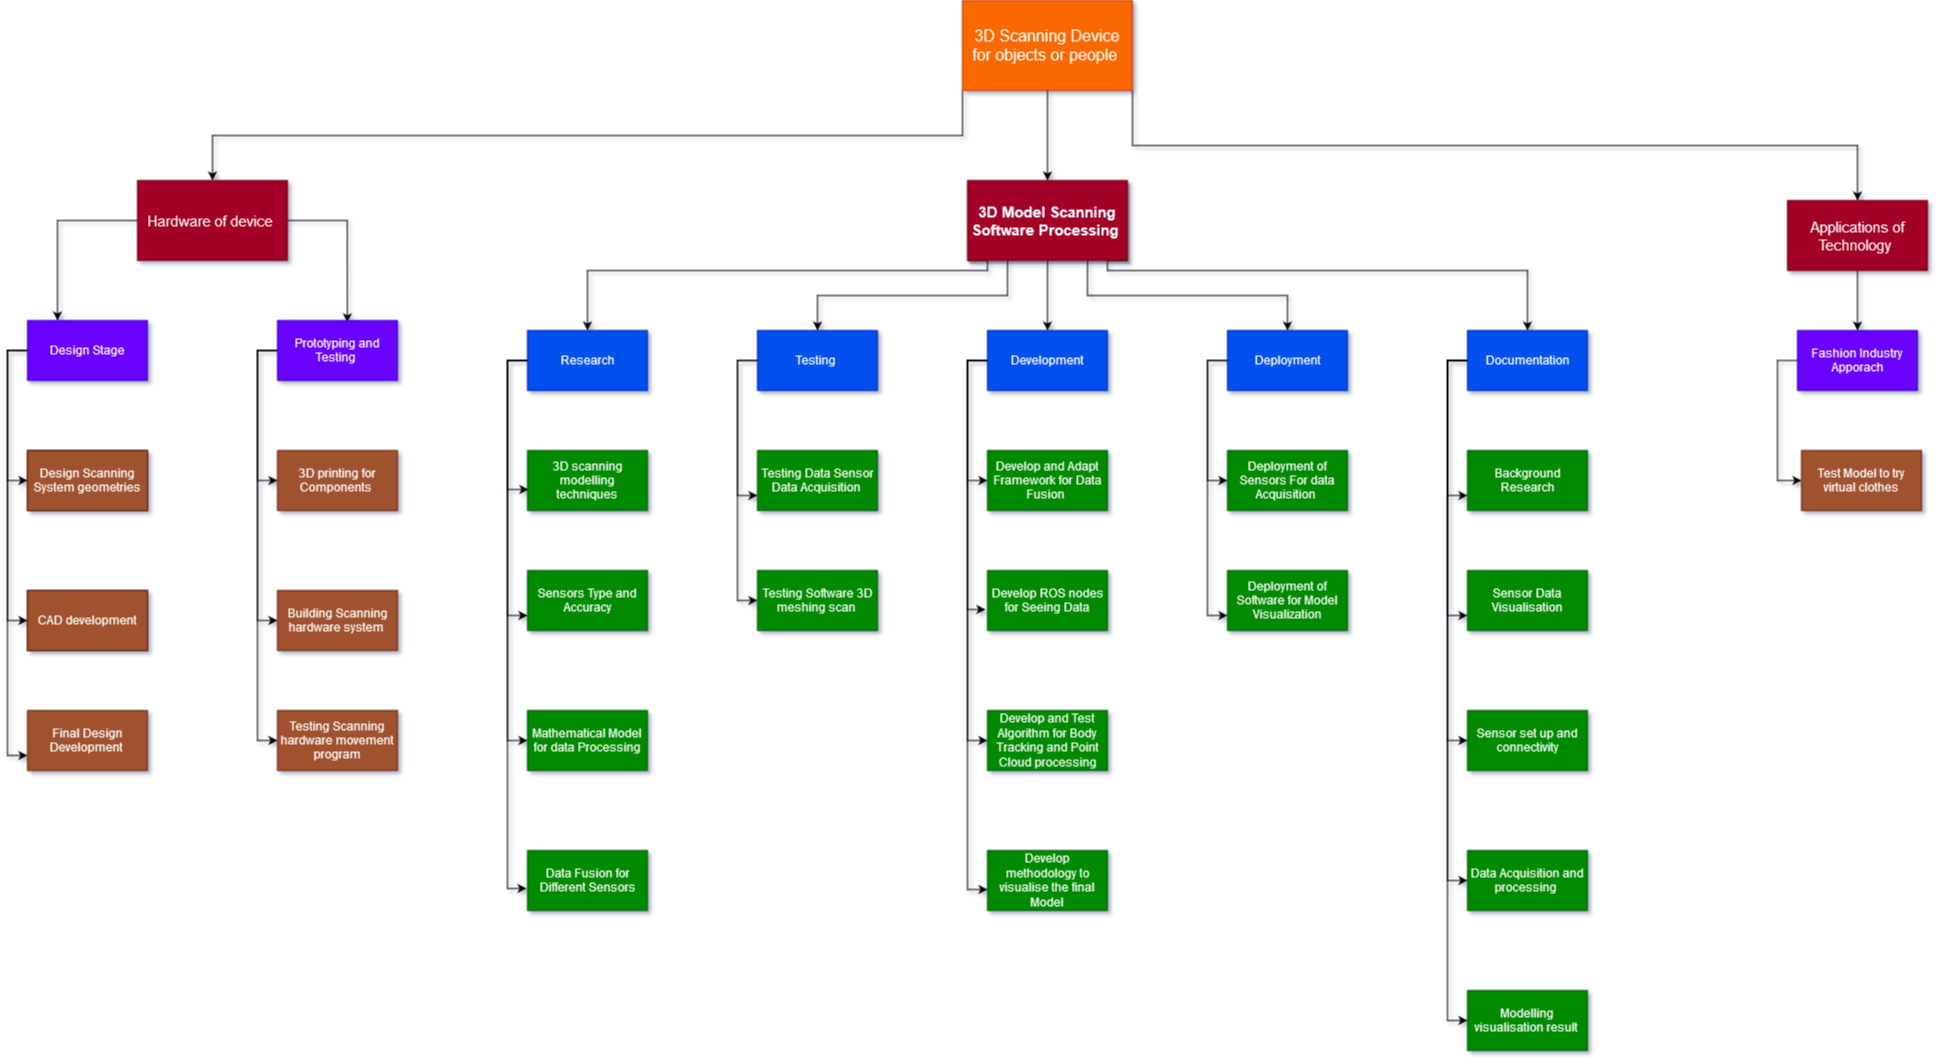 3D Scanning Device
for objects or people
Hardware of device
3D Model Scanning
Software Processing
Applications of
Technology
Design Stage
Prototyping and
Testing
Research
Testing
Development
Deployment
Documentation
Fashion Industry
Apporach
Design Scanning
System geometries
3D printing for
Components
3D scanning
modelling
techniques
Testing Data Sensor
Data Acquisition
Develop and Adapt
Framework for Data
Fusion
Deployment of
Sensors For data
Acquisition
Background
Research
Test Model to try
virtual clothes
CAD development
Building Scanning
hardware system
Sensors Type and
Accuracy
Testing Software 3D
meshing scan
Develop ROS nodes
for Seeing Data
Deployment of
Software for Model
Visualization
Sensor Data
Visualisation
Final Design
Development
Testing Scanning
hardware movement
program
Mathematical Model
for data Processing
Develop and Test
Algorithm for Body
Tracking and Point
Cloud processing
Sensor set up and
connectivity
Data Fusion for
Different Sensors
Develop
methodology to
visualise the final
Model
Data Acquisition and
processing
Modelling
visualisation result